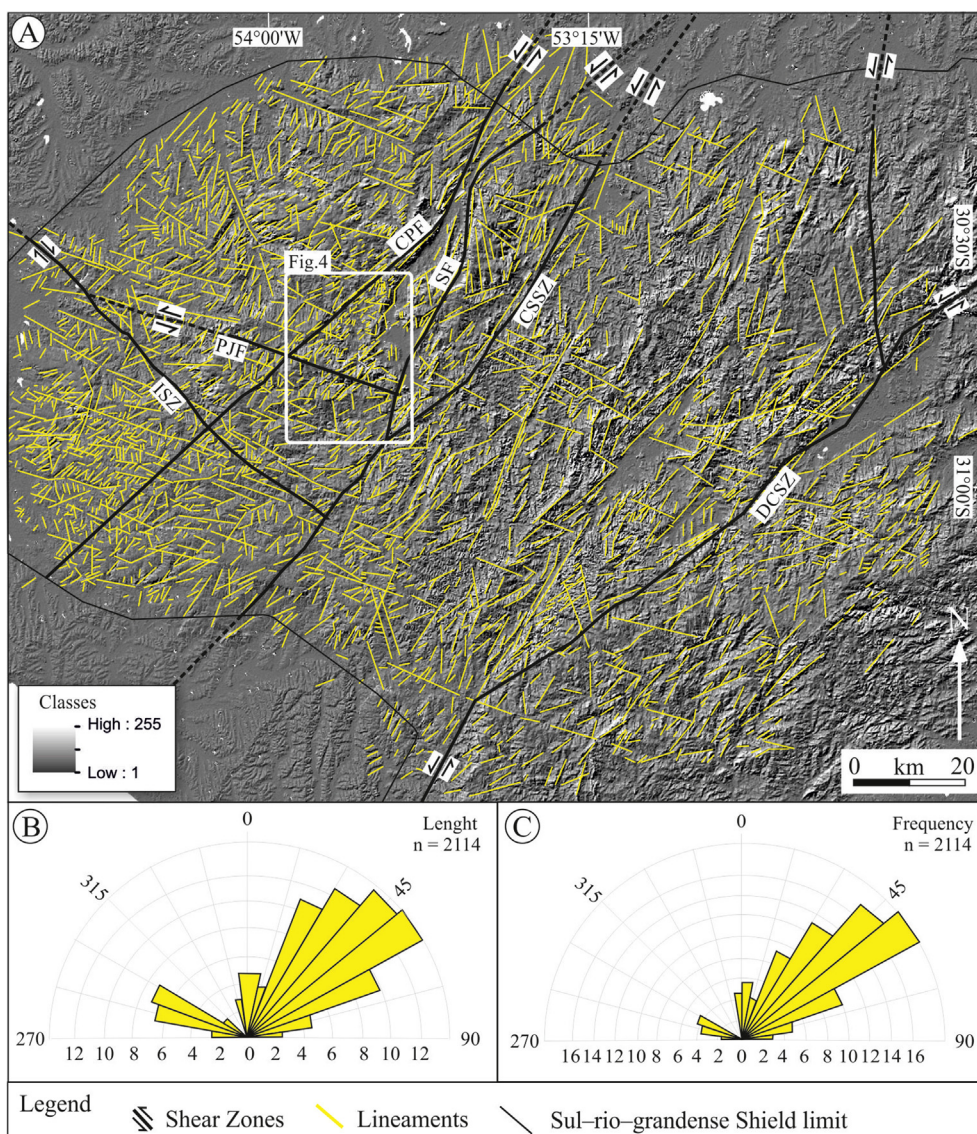 A
54°00'W
53°15'W
30°30'S
31°00'S
CPF
SF
CSSZ
Fig.4
PJF
ISZ
DCSZ
N
Classes
High : 255
Low : 1
0 km 20
B
0
Lenght
n = 2114
315
45
270
90
12 10 8 6 4 2 0 2 4 6 8 10 12
C
0
Frequency
n = 2114
315
45
270
90
16 14 12 10 8 6 4 2 0 2 4 6 8 10 12 14 16
Legend
Shear Zones
Lineaments
Sul–rio–grandense Shield limit